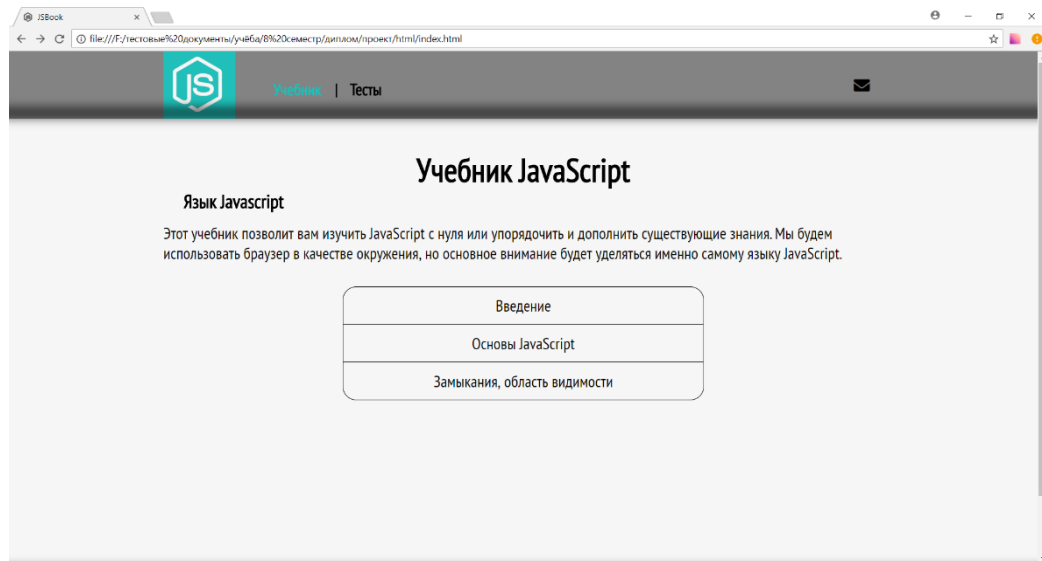 JSBook
file:///F:/тестовые%20документы/учёба/8%20семестр/диплом/проект/html/index.html
JS
Учебник | Тесты
Учебник JavaScript
Язык Javascript
Этот учебник позволит вам изучить JavaScript с нуля или упорядочить и дополнить существующие знания. Мы будем
использовать браузер в качестве окружения, но основное внимание будет уделяться именно самому языку JavaScript.
Введение
Основы JavaScript
Замыкания, область видимости